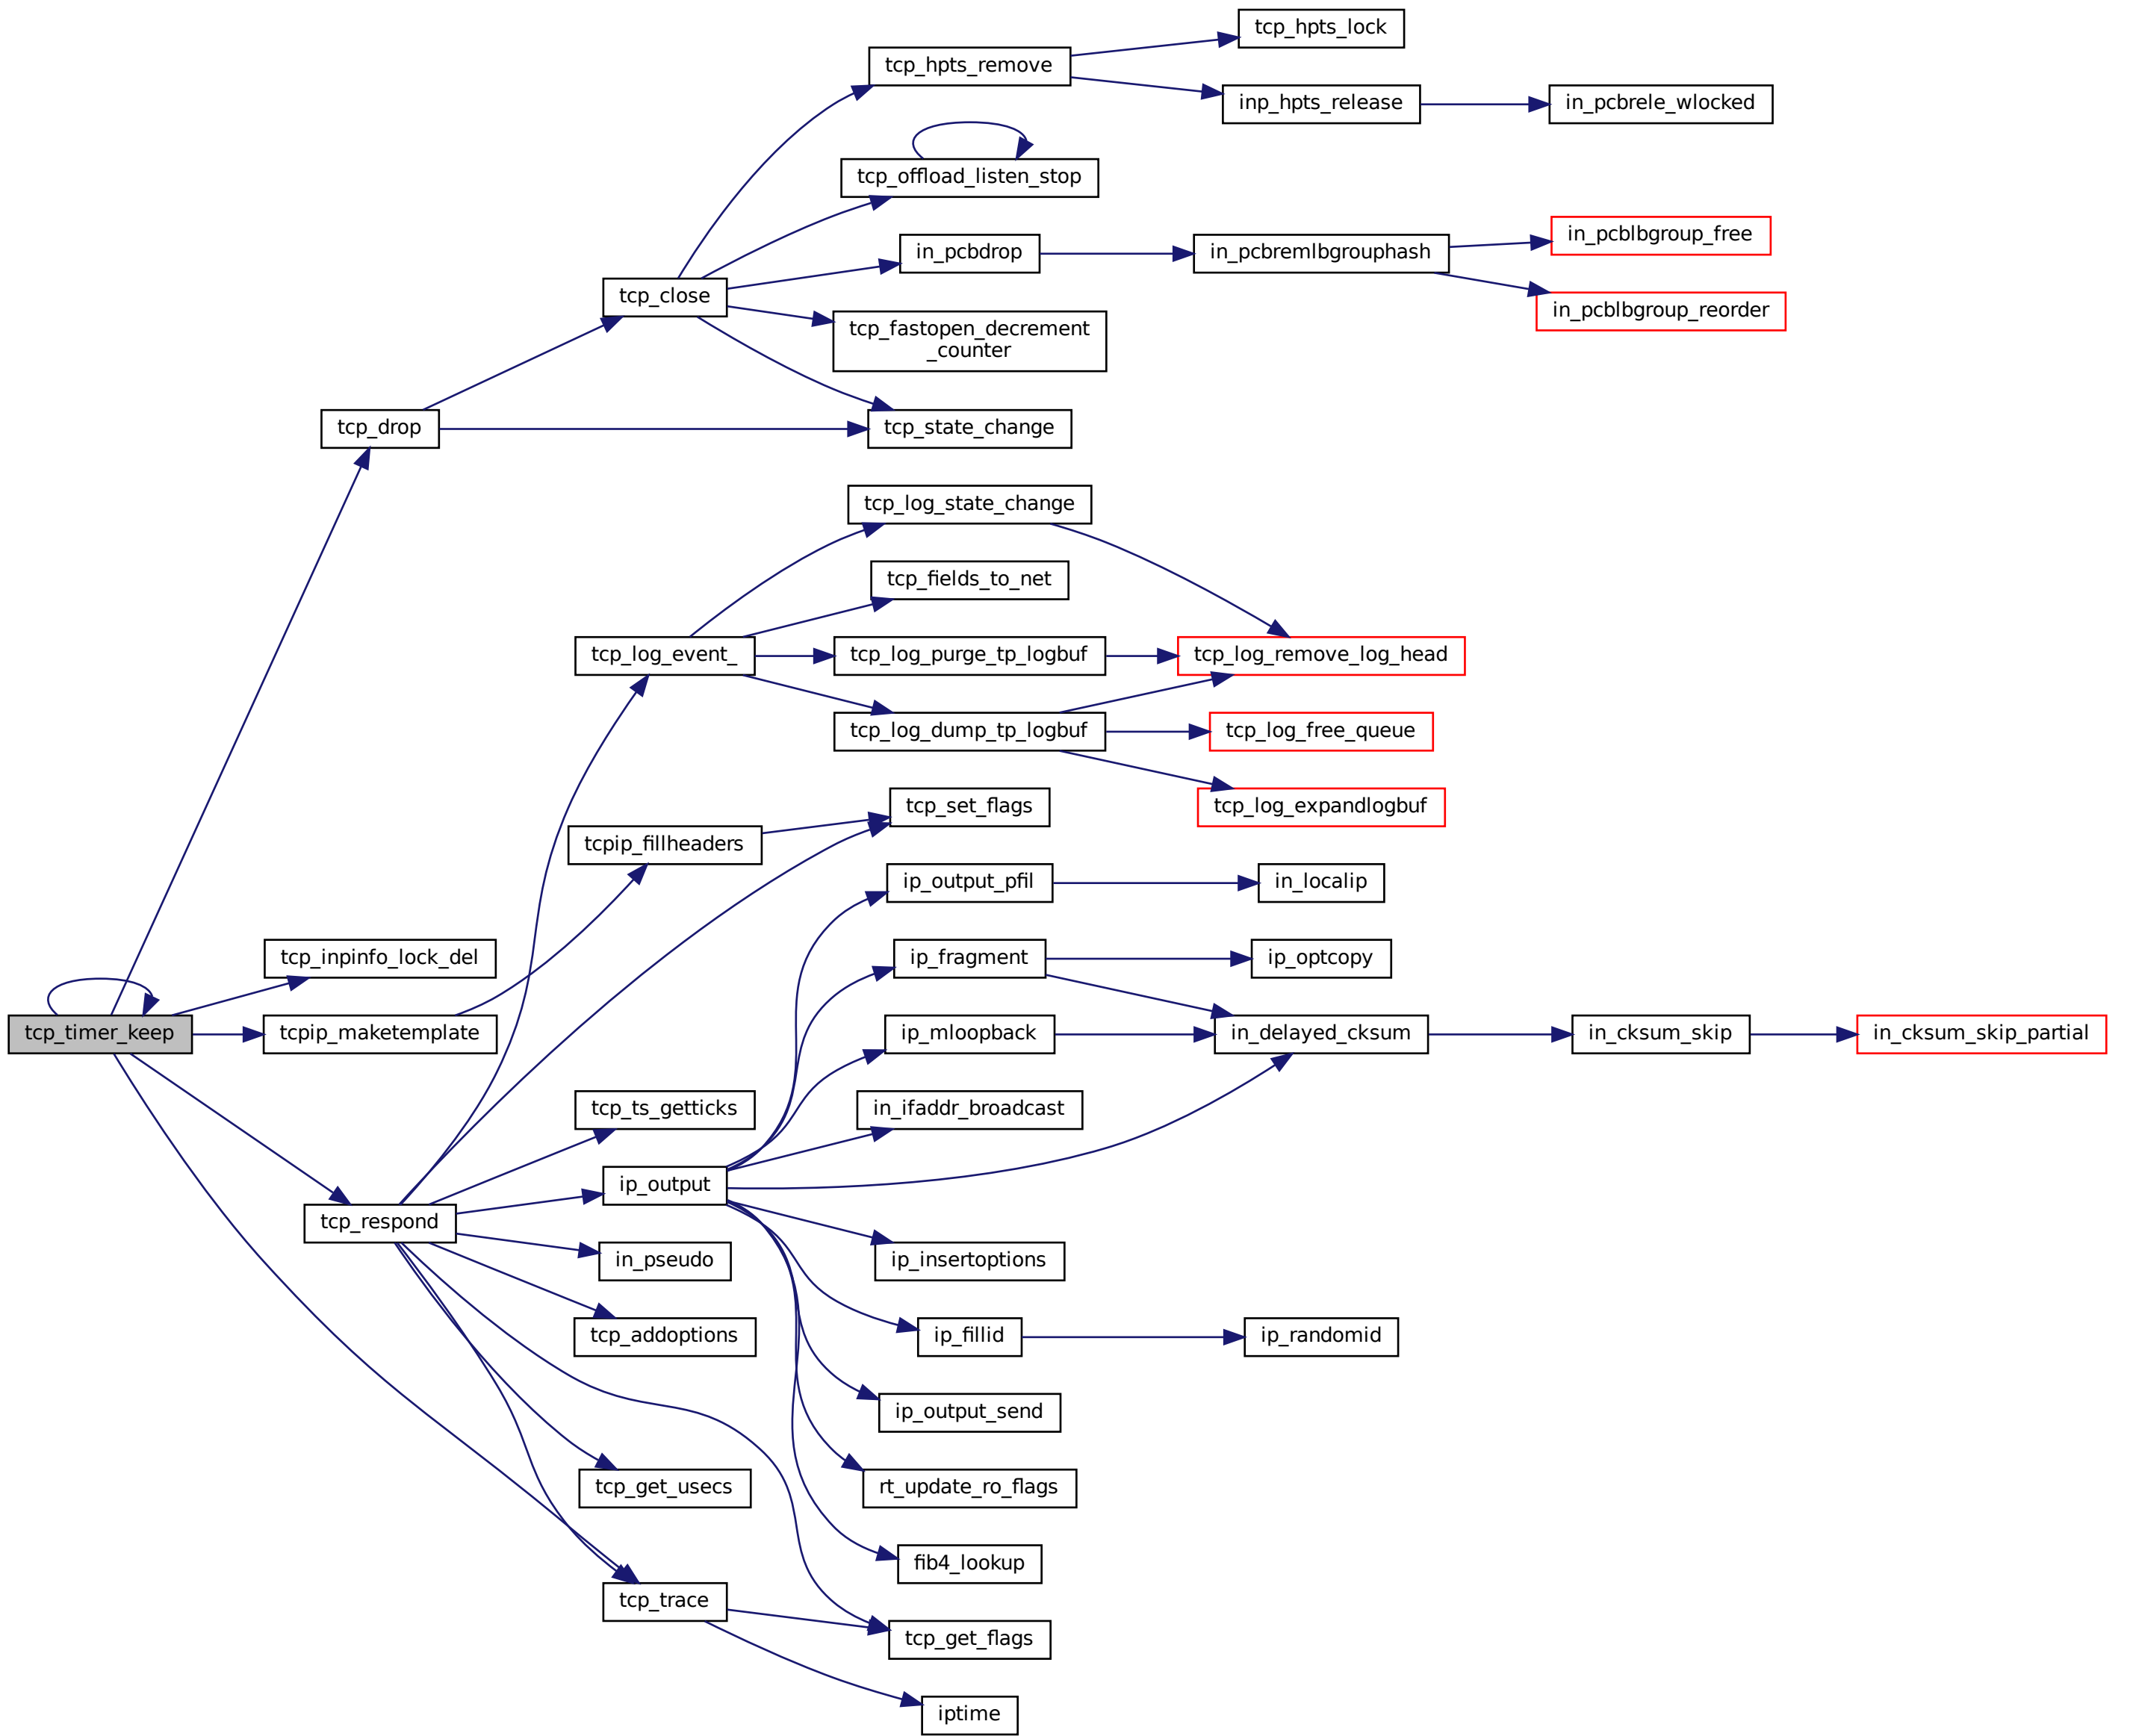 tcp_hpts_lock
tcp_hpts_remove
inp_hpts_release
in_pcbrele_wlocked
tcp_offload_listen_stop
in_pcblbgroup_free
in_pcbdrop
in_pcbremlbgrouphash
tcp_close
in_pcblbgroup_reorder
tcp_fastopen_decrement
_counter
tcp_drop
tcp_state_change
tcp_log_state_change
tcp_fields_to_net
tcp_log_event_
tcp_log_purge_tp_logbuf
tcp_log_remove_log_head
tcp_log_dump_tp_logbuf
tcp_log_free_queue
tcp_set_flags
tcp_log_expandlogbuf
tcpip_fillheaders
ip_output_pfil
in_localip
tcp_inpinfo_lock_del
ip_fragment
ip_optcopy
tcp_timer_keep
tcpip_maketemplate
ip_mloopback
in_delayed_cksum
in_cksum_skip
in_cksum_skip_partial
tcp_ts_getticks
in_ifaddr_broadcast
ip_output
tcp_respond
in_pseudo
ip_insertoptions
tcp_addoptions
ip_fillid
ip_randomid
ip_output_send
tcp_get_usecs
rt_update_ro_flags
fib4_lookup
tcp_trace
tcp_get_flags
iptime